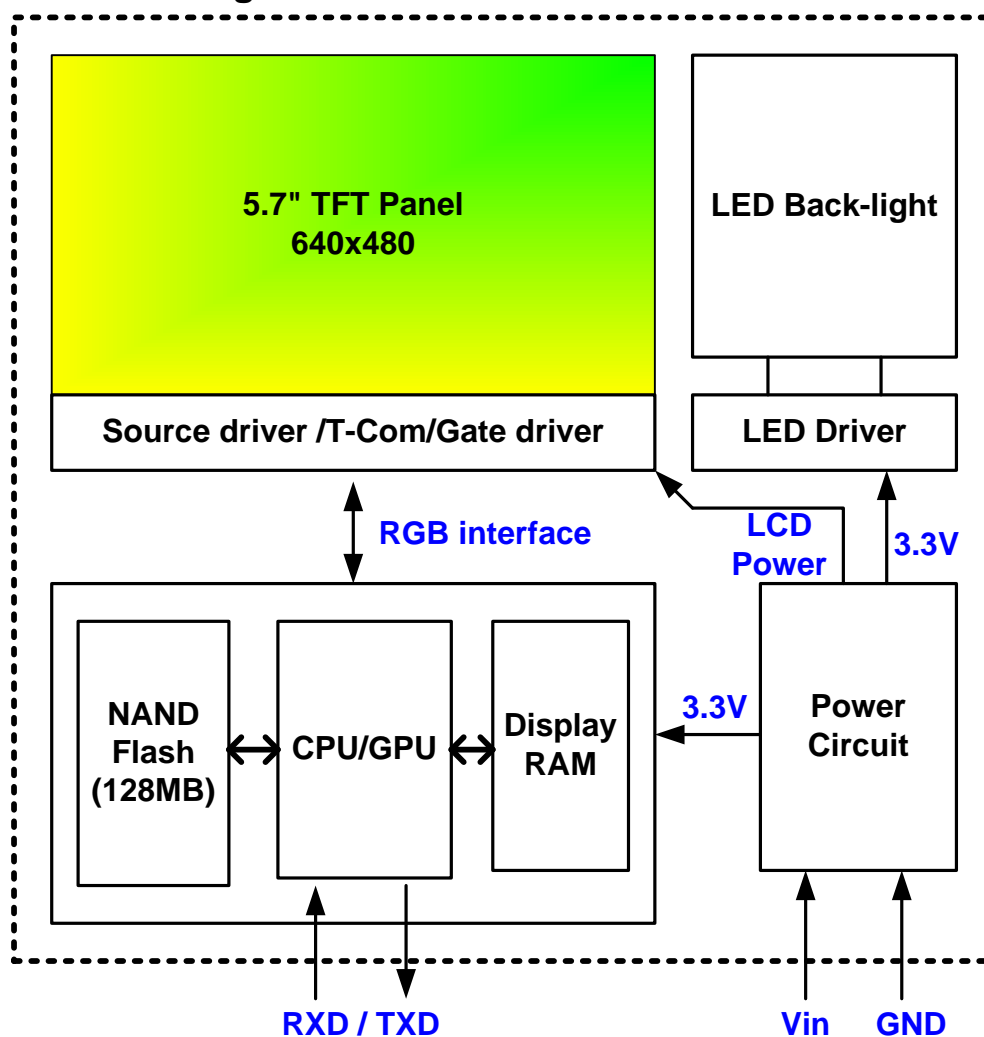 5.7" TFT Panel
640x480
LED Back-light
Source driver /T-Com/Gate driver
LED Driver
RGB interface
LCD
Power
3.3V
NAND
Flash
(128MB)
CPU/GPU
Display
RAM
3.3V
Power
Circuit
RXD / TXD
Vin
GND